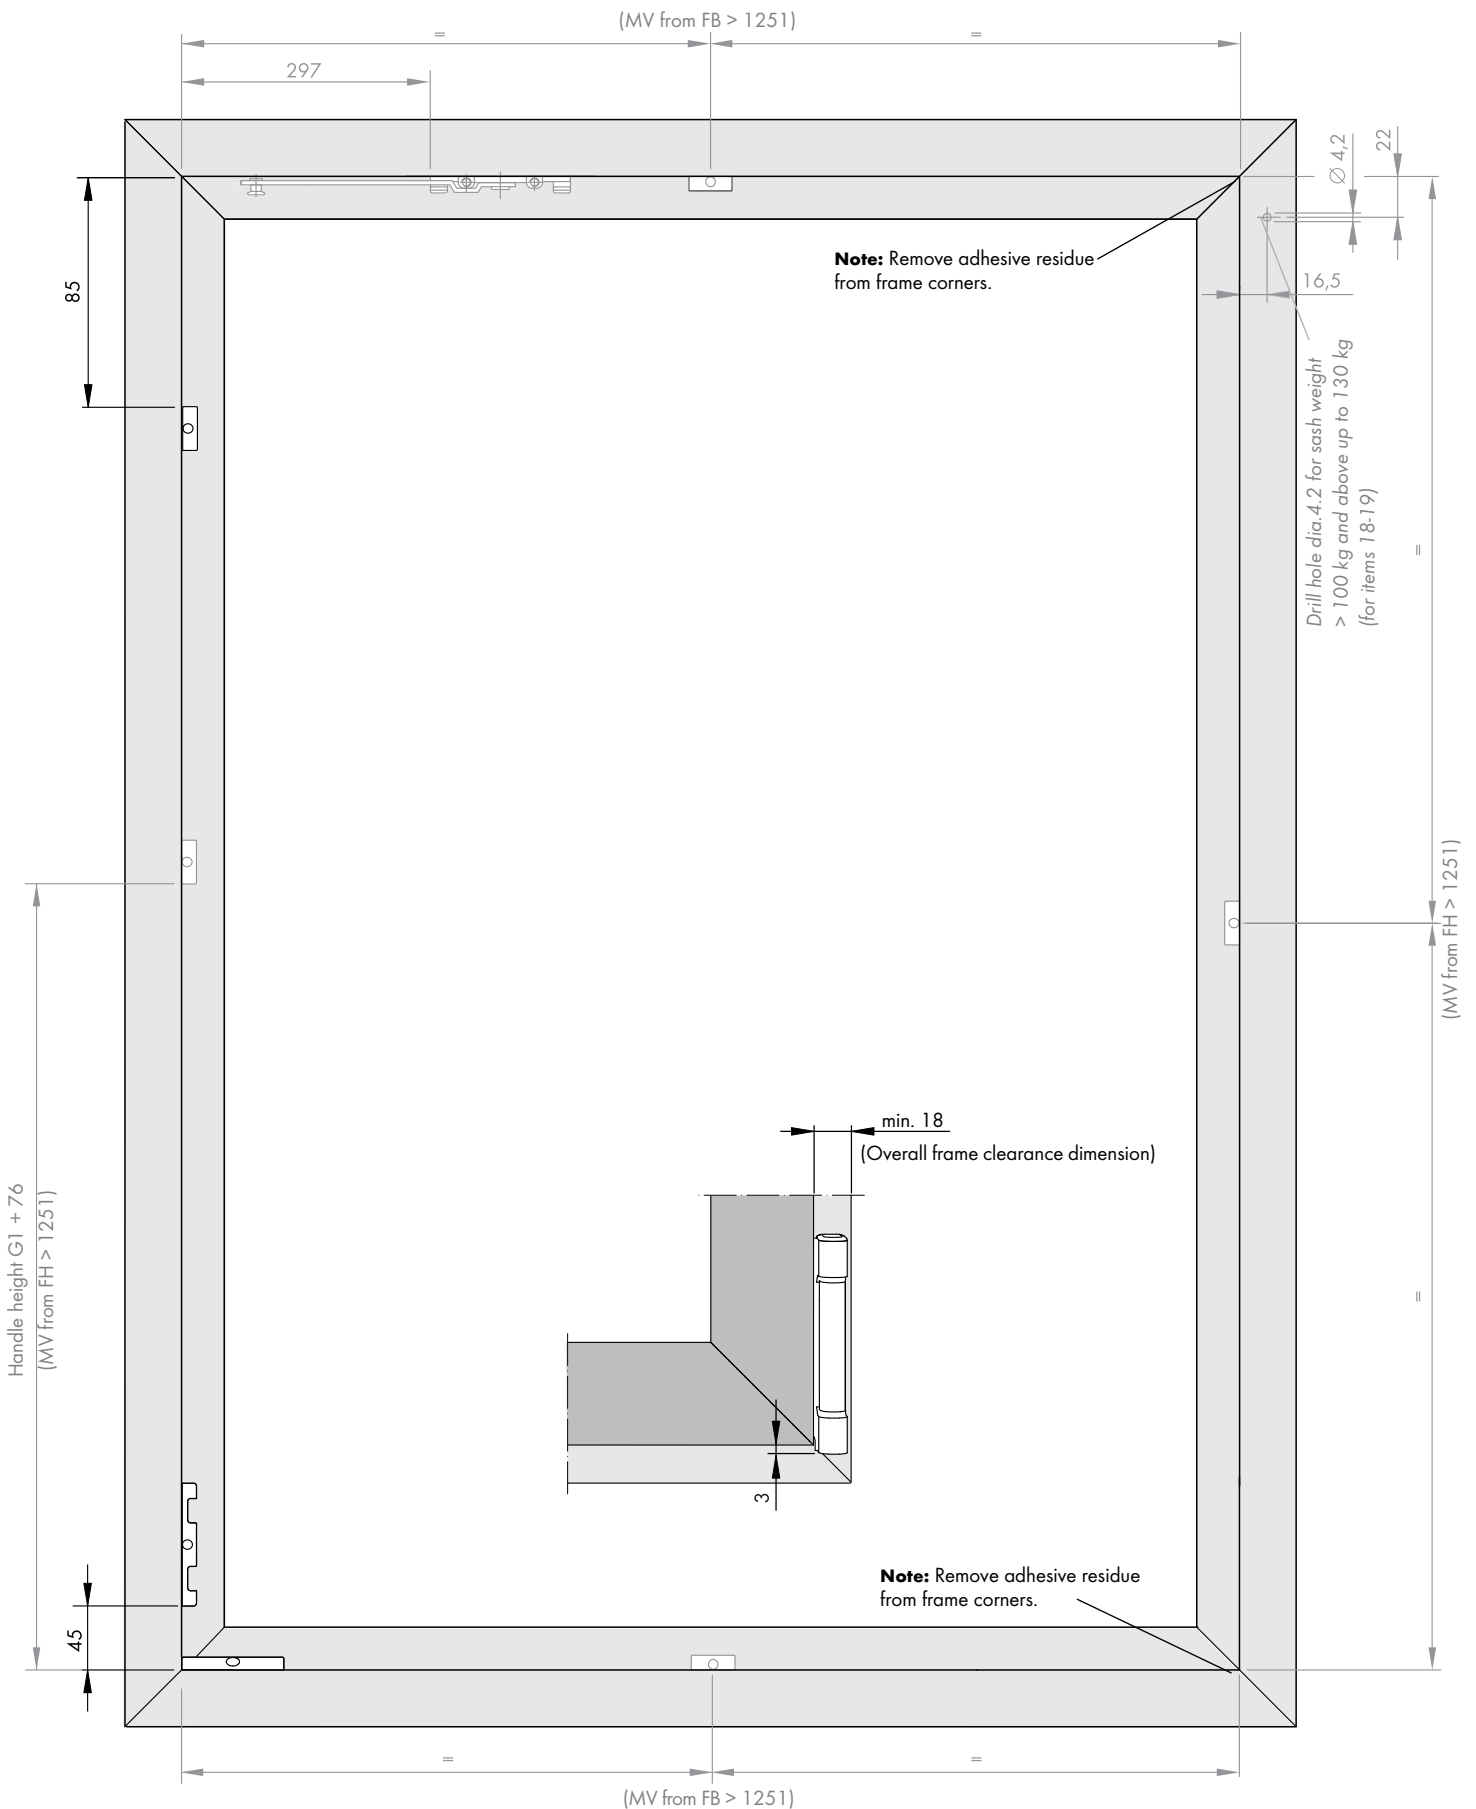 (MV from FB > 1251)
=
=
297
Ø 4,2
22
85
Note: Remove adhesive residue
from frame corners.
16,5
Drill hole dia.4.2 for sash weight
> 100 kg and above up to 130 kg
(for items 18-19)
=
(MV from FH > 1251)
min. 18
(Overall frame clearance dimension)
Handle height G1 + 76
(MV from FH > 1251)
=
3
Note: Remove adhesive residue
from frame corners.
45
=
=
(MV from FB > 1251)